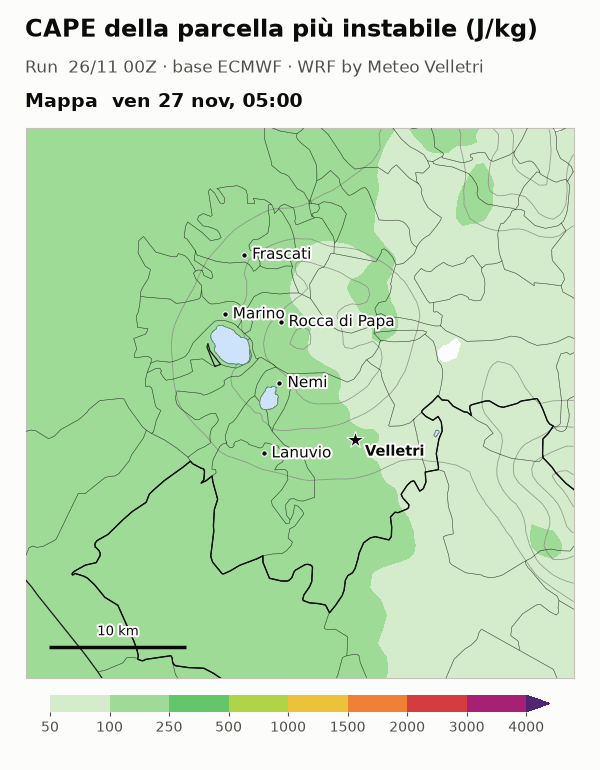 CAPE della parcella più instabile (J/kg)
Run  26/11 00Z · base ECMWF · WRF by Meteo Velletri
Mappa  ven 27 nov, 05:00
Frascati
Marino
Rocca di Papa
Nemi
Velletri
Lanuvio
10 km
50 100 250 500 1000 1500 2000 3000 4000